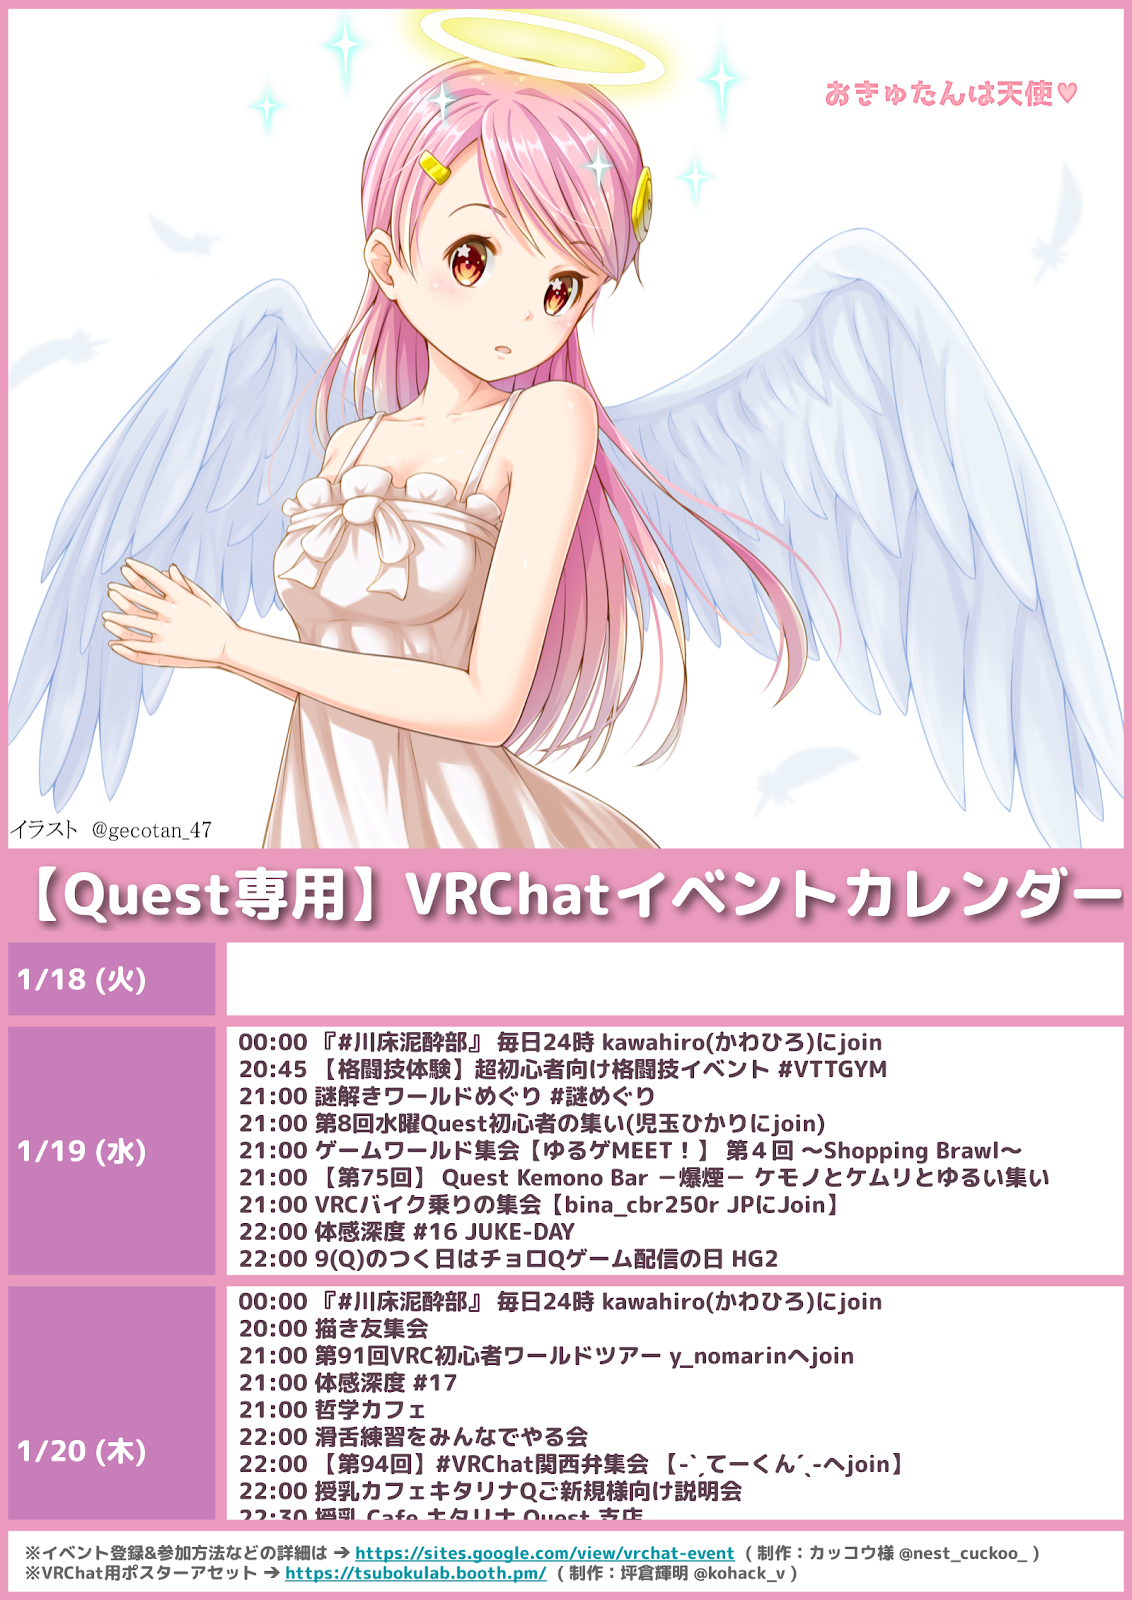 おきゅたんは天使♥
イラスト @gecotan_47
【Quest専用】VRChatイベントカレンダー
1/18 (火)
1/19 (水)
00:00 『#川床泥酔部』 毎日24時 kawahiro(かわひろ)にjoin
20:45 【格闘技体験】超初心者向け格闘技イベント #VTTGYM
21:00 謎解きワールドめぐり #謎めぐり
21:00 第8回水曜Quest初心者の集い(児玉ひかりにjoin)
21:00 ゲームワールド集会【ゆるゲMEET！】 第４回 ～Shopping Brawl～
21:00 【第75回】 Quest Kemono Bar －爆煙－ ケモノとケムリとゆるい集い
21:00 VRCバイク乗りの集会【bina_cbr250r JPにJoin】
22:00 体感深度 #16 JUKE-DAY
22:00 9(Q)のつく日はチョロQゲーム配信の日 HG2
1/20 (木)
00:00 『#川床泥酔部』 毎日24時 kawahiro(かわひろ)にjoin
20:00 描き友集会
21:00 第91回VRC初心者ワールドツアー y_nomarinへjoin
21:00 体感深度 #17
21:00 哲学カフェ
22:00 滑舌練習をみんなでやる会
22:00 【第94回】#VRChat関西弁集会 【-ˋˏてーくんˊˎ-へjoin】
22:00 授乳カフェキタリナQご新規様向け説明会
22:30 授乳 Cafe キタリナ Quest 支店
※イベント登録&参加方法などの詳細は → https://sites.google.com/view/vrchat-event ( 制作：カッコウ様 @nest_cuckoo_ )
※VRChat用ポスターアセット → https://tsubokulab.booth.pm/ ( 制作：坪倉輝明 @kohack_v )